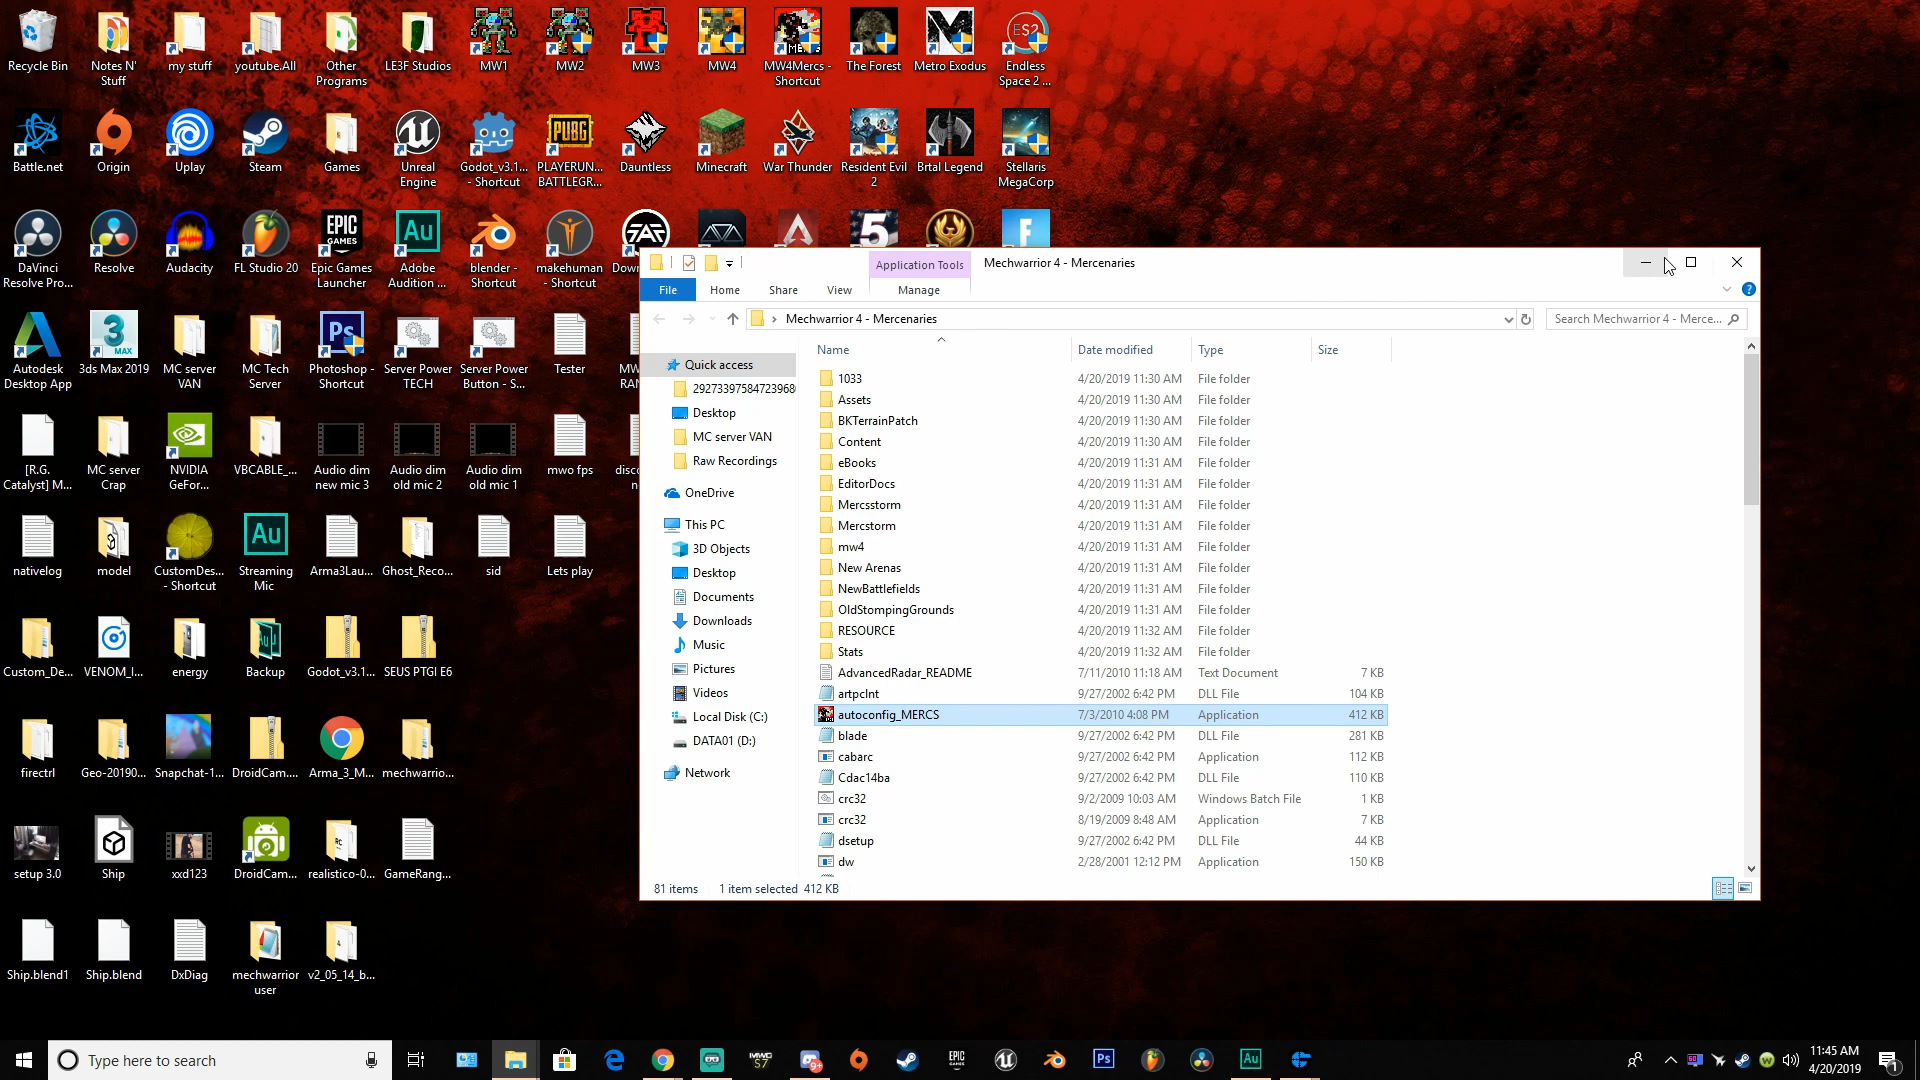 Recycle Bin
Notes N' Stuff
my stuff
youtube.All
Other Programs
LE3F Studios
MW1
MW2
MW3
MW4
MW4Mercs - Shortcut
The Forest
Metro Exodus
Endless Space 2 ...
Battle.net
Origin
Uplay
Steam
Games
Unreal Engine
Godot_v3.1... - Shortcut
PLAYERUN... BATTLEGR...
Dauntless
Minecraft
War Thunder
Resident Evil 2
Brtal Legend
Stellaris MegaCorp
DaVinci Resolve Pro...
Resolve
Audacity
FL Studio 20
Epic Games Launcher
Adobe Audition ...
blender - Shortcut
makehuman - Shortcut
Autodesk Desktop App
3ds Max 2019
MC server VAN
MC Tech Server
Photoshop - Shortcut
Server Power TECH
Server Power Button - S...
Tester
[R.G. Catalyst] M...
MC server Crap
NVIDIA GeFor...
VBCABLE_...
Audio dim new mic 3
Audio dim old mic 2
Audio dim old mic 1
mwo fps
nativelog
model
CustomDes... - Shortcut
Streaming Mic
Arma3Lau...
Ghost_Reco...
sid
Lets play
Custom_De...
VENOM_I...
energy
Backup
Godot_v3.1...
SEUS PTGI E6
firectrl
Geo-20190...
Snapchat-1...
DroidCam....
Arma_3_M...
mechwarrio...
setup 3.0
Ship
xxd123
DroidCam...
realistico-0...
GameRang...
Ship.blend1
Ship.blend
DxDiag
mechwarrior user
v2_05_14_b...
Application Tools
Mechwarrior 4 - Mercenaries
File
Home
Share
View
Manage
Mechwarrior 4 - Mercenaries
Search Mechwarrior 4 - Merce...
Name
Date modified
Type
Size
Quick access
Desktop
MC server VAN
Raw Recordings
OneDrive
This PC
3D Objects
Desktop
Documents
Downloads
Music
Pictures
Videos
Local Disk (C:)
DATA01 (D:)
Network
1033 4/20/2019 11:30 AM File folder
Assets 4/20/2019 11:30 AM File folder
BKTerrainPatch 4/20/2019 11:30 AM File folder
Content 4/20/2019 11:30 AM File folder
eBooks 4/20/2019 11:31 AM File folder
EditorDocs 4/20/2019 11:31 AM File folder
Mercsstorm 4/20/2019 11:31 AM File folder
Mercstorm 4/20/2019 11:31 AM File folder
mw4 4/20/2019 11:31 AM File folder
New Arenas 4/20/2019 11:31 AM File folder
NewBattlefields 4/20/2019 11:31 AM File folder
OldStompingGrounds 4/20/2019 11:31 AM File folder
RESOURCE 4/20/2019 11:32 AM File folder
Stats 4/20/2019 11:32 AM File folder
AdvancedRadar_README 7/11/2010 11:18 AM Text Document 7 KB
artpclnt 9/27/2002 6:42 PM DLL File 104 KB
autoconfig_MERCS 7/3/2010 4:08 PM Application 412 KB
blade 9/27/2002 6:42 PM DLL File 281 KB
cabarc 9/27/2002 6:42 PM Application 112 KB
Cdac14ba 9/27/2002 6:42 PM DLL File 110 KB
crc32 9/2/2009 10:03 AM Windows Batch File 1 KB
crc32 8/19/2009 8:48 AM Application 7 KB
dsetup 9/27/2002 6:42 PM DLL File 44 KB
dw 2/28/2001 12:12 PM Application 150 KB
81 items 1 item selected 412 KB
Type here to search
11:45 AM
4/20/2019